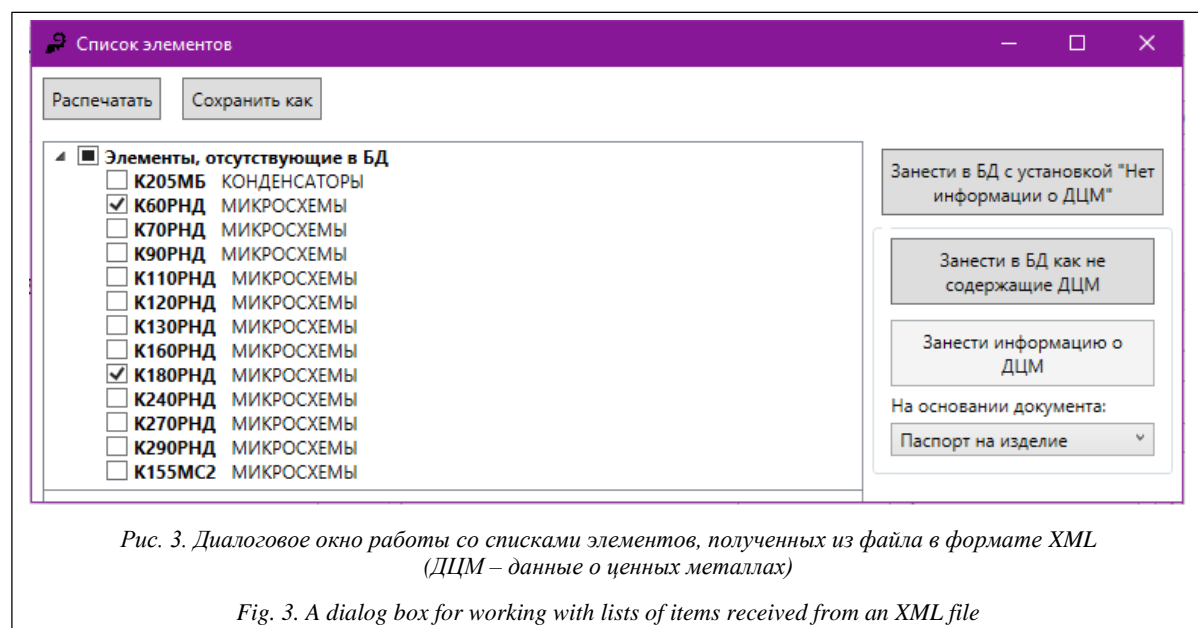 Список элементов
Распечатать Сохранить как
Элементы, отсутствующие в БД
К205МБ КОНДЕНСАТОРЫ
К60РНД МИКРОСХЕМЫ
К70РНД МИКРОСХЕМЫ
К90РНД МИКРОСХЕМЫ
К110РНД МИКРОСХЕМЫ
К120РНД МИКРОСХЕМЫ
К130РНД МИКРОСХЕМЫ
К160РНД МИКРОСХЕМЫ
К180РНД МИКРОСХЕМЫ
К240РНД МИКРОСХЕМЫ
К270РНД МИКРОСХЕМЫ
К290РНД МИКРОСХЕМЫ
К155МС2 МИКРОСХЕМЫ
Занести в БД с установкой "Нет
информации о ДЦМ"
Занести в БД как не
содержащие ДЦМ
Занести информацию о
ДЦМ
На основании документа:
Паспорт на изделие
Рис. 3. Диалоговое окно работы со списками элементов, полученных из файла в формате XML
(ДЦМ – данные о ценных металлах)
Fig. 3. A dialog box for working with lists of items received from an XML file